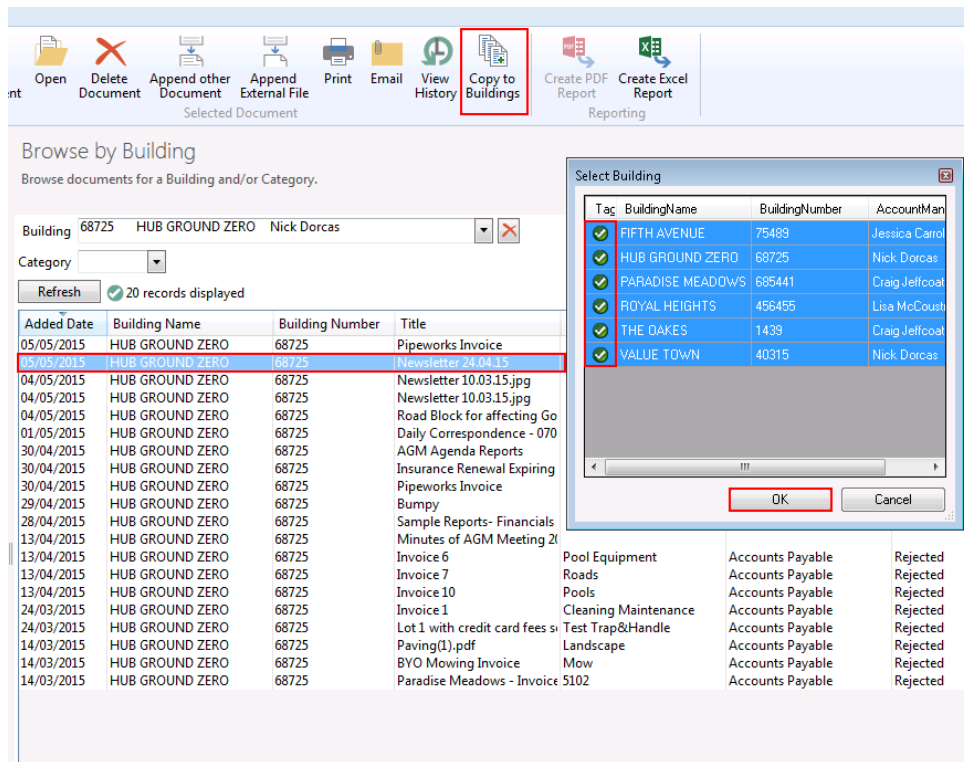 Open Delete Append other Append Print Email View Copy to Create PDF Create Excel
nt Document Document External File History Buildings Report Report
Selected Document Reporting
Browse by Building
Browse documents for a Building and/or Category.
Building 68725 HUB GROUND ZERO Nick Dorcas
Category
Refresh 20 records displayed
Added Date Building Name Building Number Title
05/05/2015 HUB GROUND ZERO 68725 Pipeworks Invoice
05/05/2015 HUB GROUND ZERO 68725 Newsletter 24.04.15
04/05/2015 HUB GROUND ZERO 68725 Newsletter 10.03.15.jpg
04/05/2015 HUB GROUND ZERO 68725 Newsletter 10.03.15.jpg
04/05/2015 HUB GROUND ZERO 68725 Road Block for affecting Go
01/05/2015 HUB GROUND ZERO 68725 Daily Correspondence - 070
30/04/2015 HUB GROUND ZERO 68725 AGM Agenda Reports
30/04/2015 HUB GROUND ZERO 68725 Insurance Renewal Expiring
30/04/2015 HUB GROUND ZERO 68725 Pipeworks Invoice
29/04/2015 HUB GROUND ZERO 68725 Bumpy
28/04/2015 HUB GROUND ZERO 68725 Sample Reports- Financials
13/04/2015 HUB GROUND ZERO 68725 Minutes of AGM Meeting 2
13/04/2015 HUB GROUND ZERO 68725 Invoice 6 Pool Equipment Accounts Payable Rejected
13/04/2015 HUB GROUND ZERO 68725 Invoice 7 Roads Accounts Payable Rejected
13/04/2015 HUB GROUND ZERO 68725 Invoice 10 Pools Accounts Payable Rejected
24/03/2015 HUB GROUND ZERO 68725 Invoice 1 Cleaning Maintenance Accounts Payable Rejected
24/03/2015 HUB GROUND ZERO 68725 Lot 1 with credit card fees s Test Trap&Handle Accounts Payable Rejected
14/03/2015 HUB GROUND ZERO 68725 Paving(1).pdf Landscape Accounts Payable Rejected
14/03/2015 HUB GROUND ZERO 68725 BYO Mowing Invoice Mow Accounts Payable Rejected
14/03/2015 HUB GROUND ZERO 68725 Paradise Meadows - Invoice 5102 Accounts Payable Rejected
Select Building
Tag BuildingName BuildingNumber AccountMan
FIFTH AVENUE 75489 Jessica Carrol
HUB GROUND ZERO 68725 Nick Dorcas
PARADISE MEADOWS 685441 Craig Jeffcoat
ROYAL HEIGHTS 456455 Lisa McCoust
THE OAKES 1439 Craig Jeffcoat
VALUE TOWN 40315 Nick Dorcas
OK Cancel